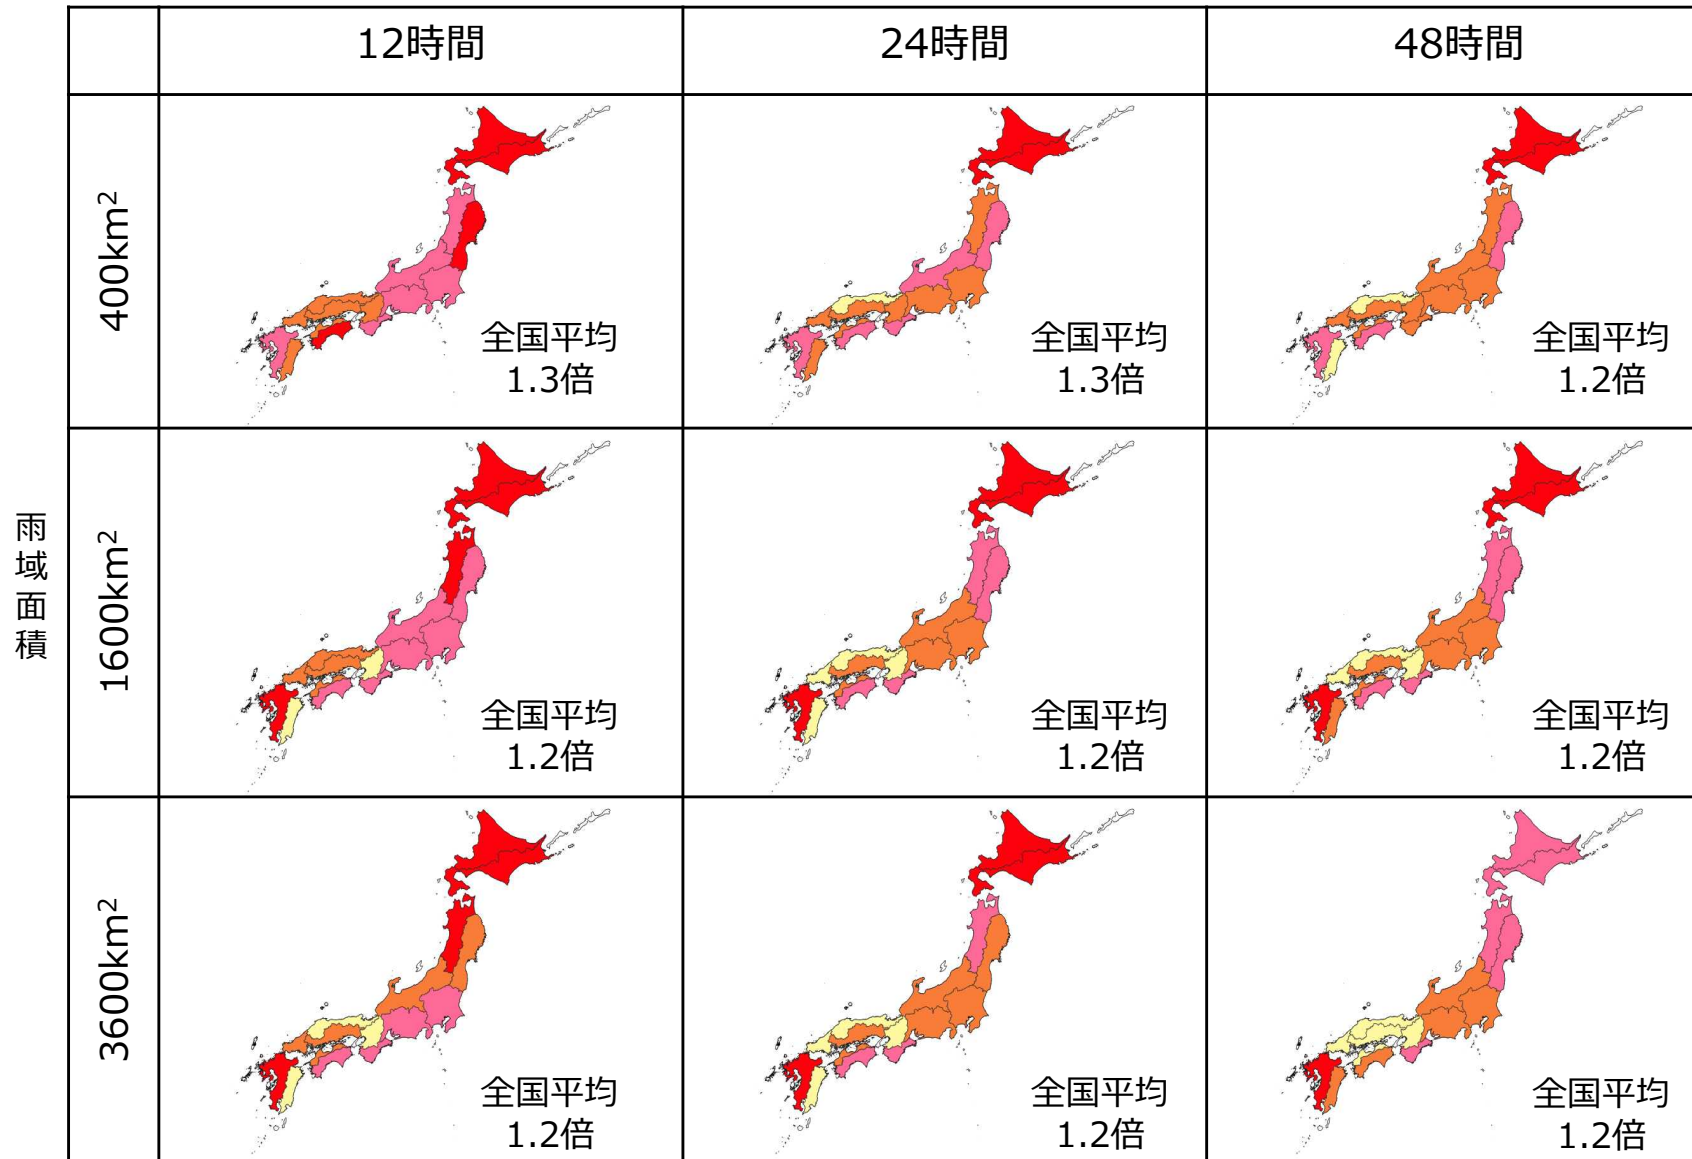 12時間
24時間
48時間
雨域面積
400km²
全国平均
1.3倍
全国平均
1.3倍
全国平均
1.2倍
1600km²
全国平均
1.2倍
全国平均
1.2倍
全国平均
1.2倍
3600km²
全国平均
1.2倍
全国平均
1.2倍
全国平均
1.2倍